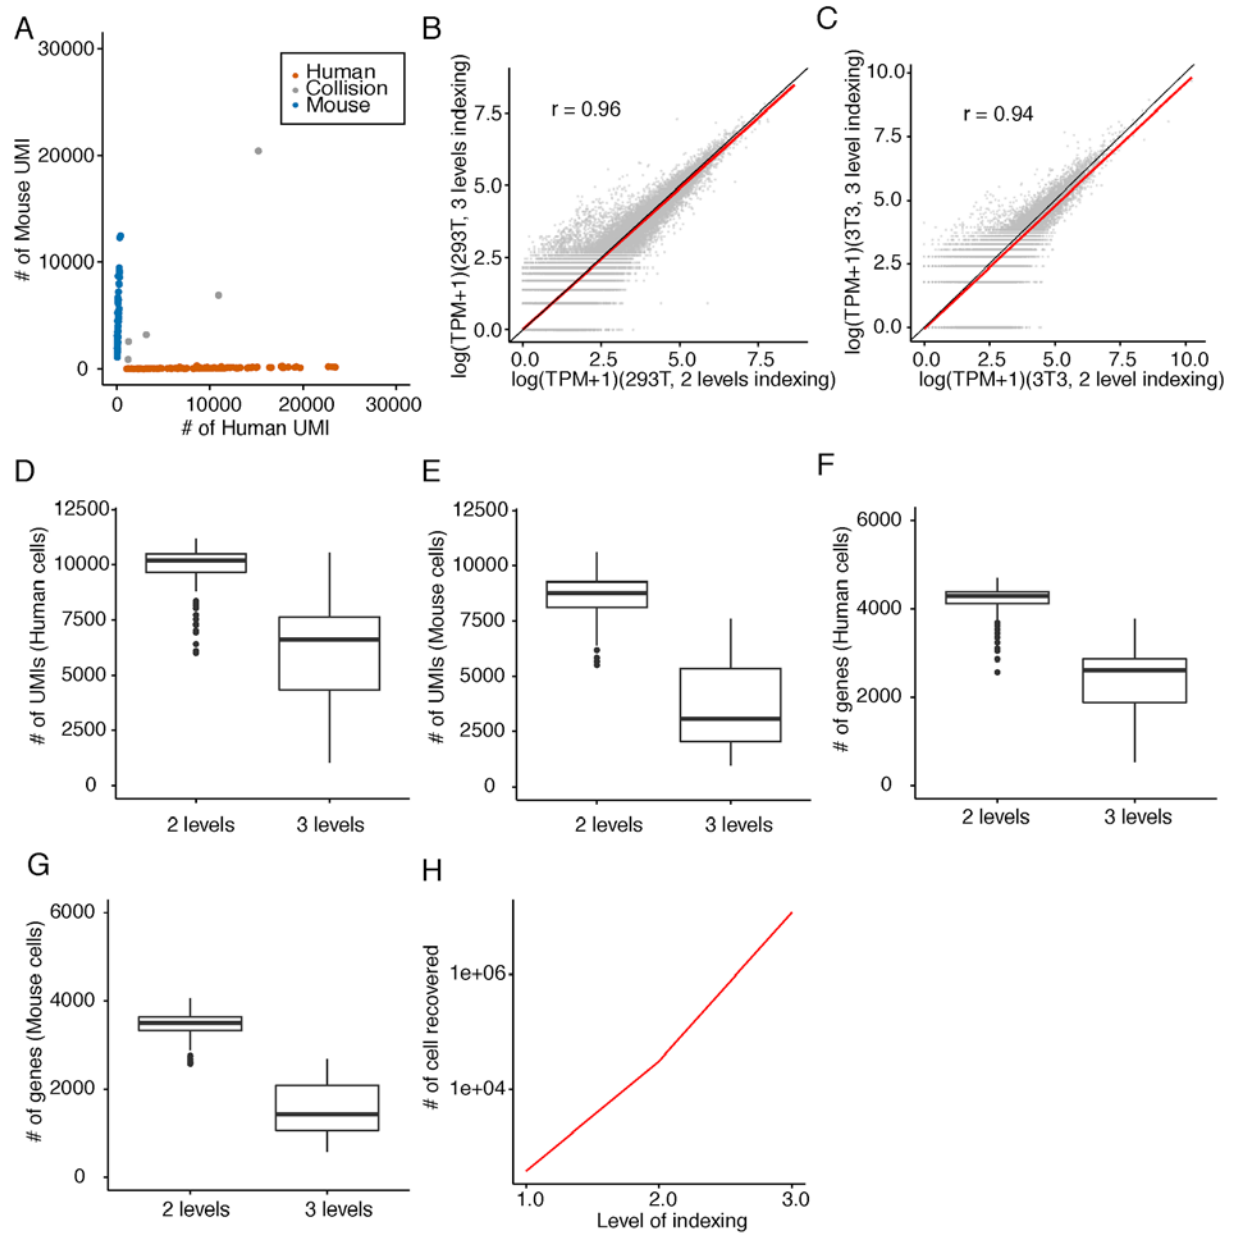 A
30000
20000
10000
0
# of Mouse UMI
Human
Collision
Mouse
0 10000 20000 30000
# of Human UMI
B
log(TPM+1)(293T, 3 levels indexing)
7.5
5.0
2.5
0.0
r = 0.96
0.0 2.5 5.0 7.5
log(TPM+1)(293T, 2 levels indexing)
C
log(TPM+1)(3T3, 3 level indexing)
10.0
7.5
5.0
2.5
0.0
r = 0.94
0.0 2.5 5.0 7.5 10.0
log(TPM+1)(3T3, 2 level indexing)
D
# of UMIs (Human cells)
12500
10000
7500
5000
2500
0
2 levels 3 levels
E
# of UMIs (Mouse cells)
12500
10000
7500
5000
2500
0
2 levels 3 levels
F
# of genes (Human cells)
6000
4000
2000
0
2 levels 3 levels
G
# of genes (Mouse cells)
6000
4000
2000
0
2 levels 3 levels
H
# of cell recovered
1e+06
1e+04
1.0 2.0 3.0
Level of indexing